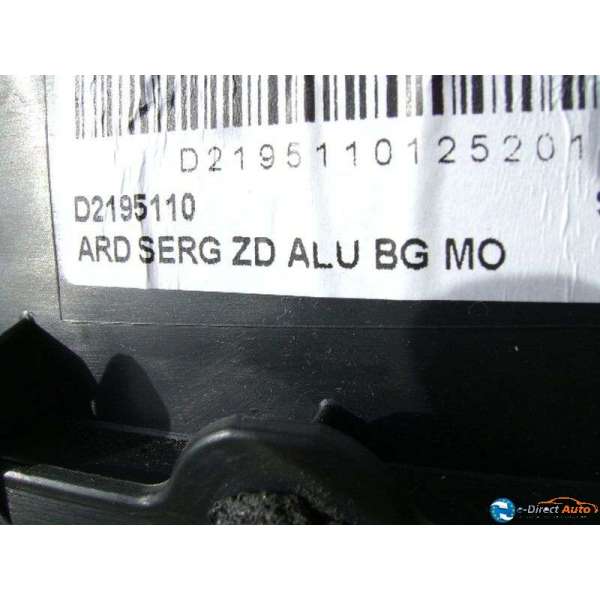 D2195110125201
D2195110
ARD SERG ZD ALU BG MO
e-Direct Auto